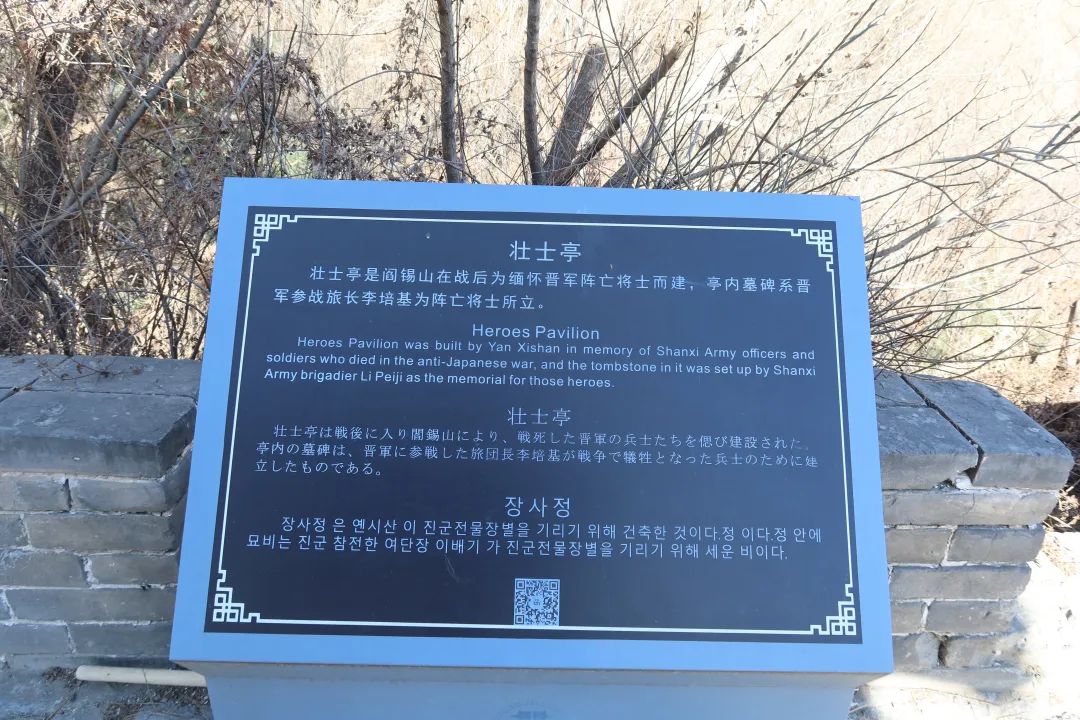 壮士亭
壮士亭是阎锡山在战后为缅怀晋军阵亡将士而建，亭内墓碑系晋
军参战旅长李培基为阵亡将士所立。
Heroes Pavilion
Heroes Pavilion was built by Yan Xishan in memory of Shanxi Army officers and
soldiers who died in the anti-Japanese war, and the tombstone in it was set up by Shanxi
Army brigadier Li Peiji as the memorial for those heroes.
壮士亭
壮士亭は戦後に入り閻錫山により、戦死した晋軍の兵士たちを偲び建設された。
亭内の墓碑は、晋軍に参戦した旅団長李培基が戦争で犠牲となった兵士のために建
立したものである。
장사정
장사정 은 옌시산 이 진군전몰장별을 기리기 위해 건축한 것이다.정 이다.정 안에
묘비는 진군 참전한 여단장 이배기 가 진군전물장별을 기리기 위해 세운 비이다.